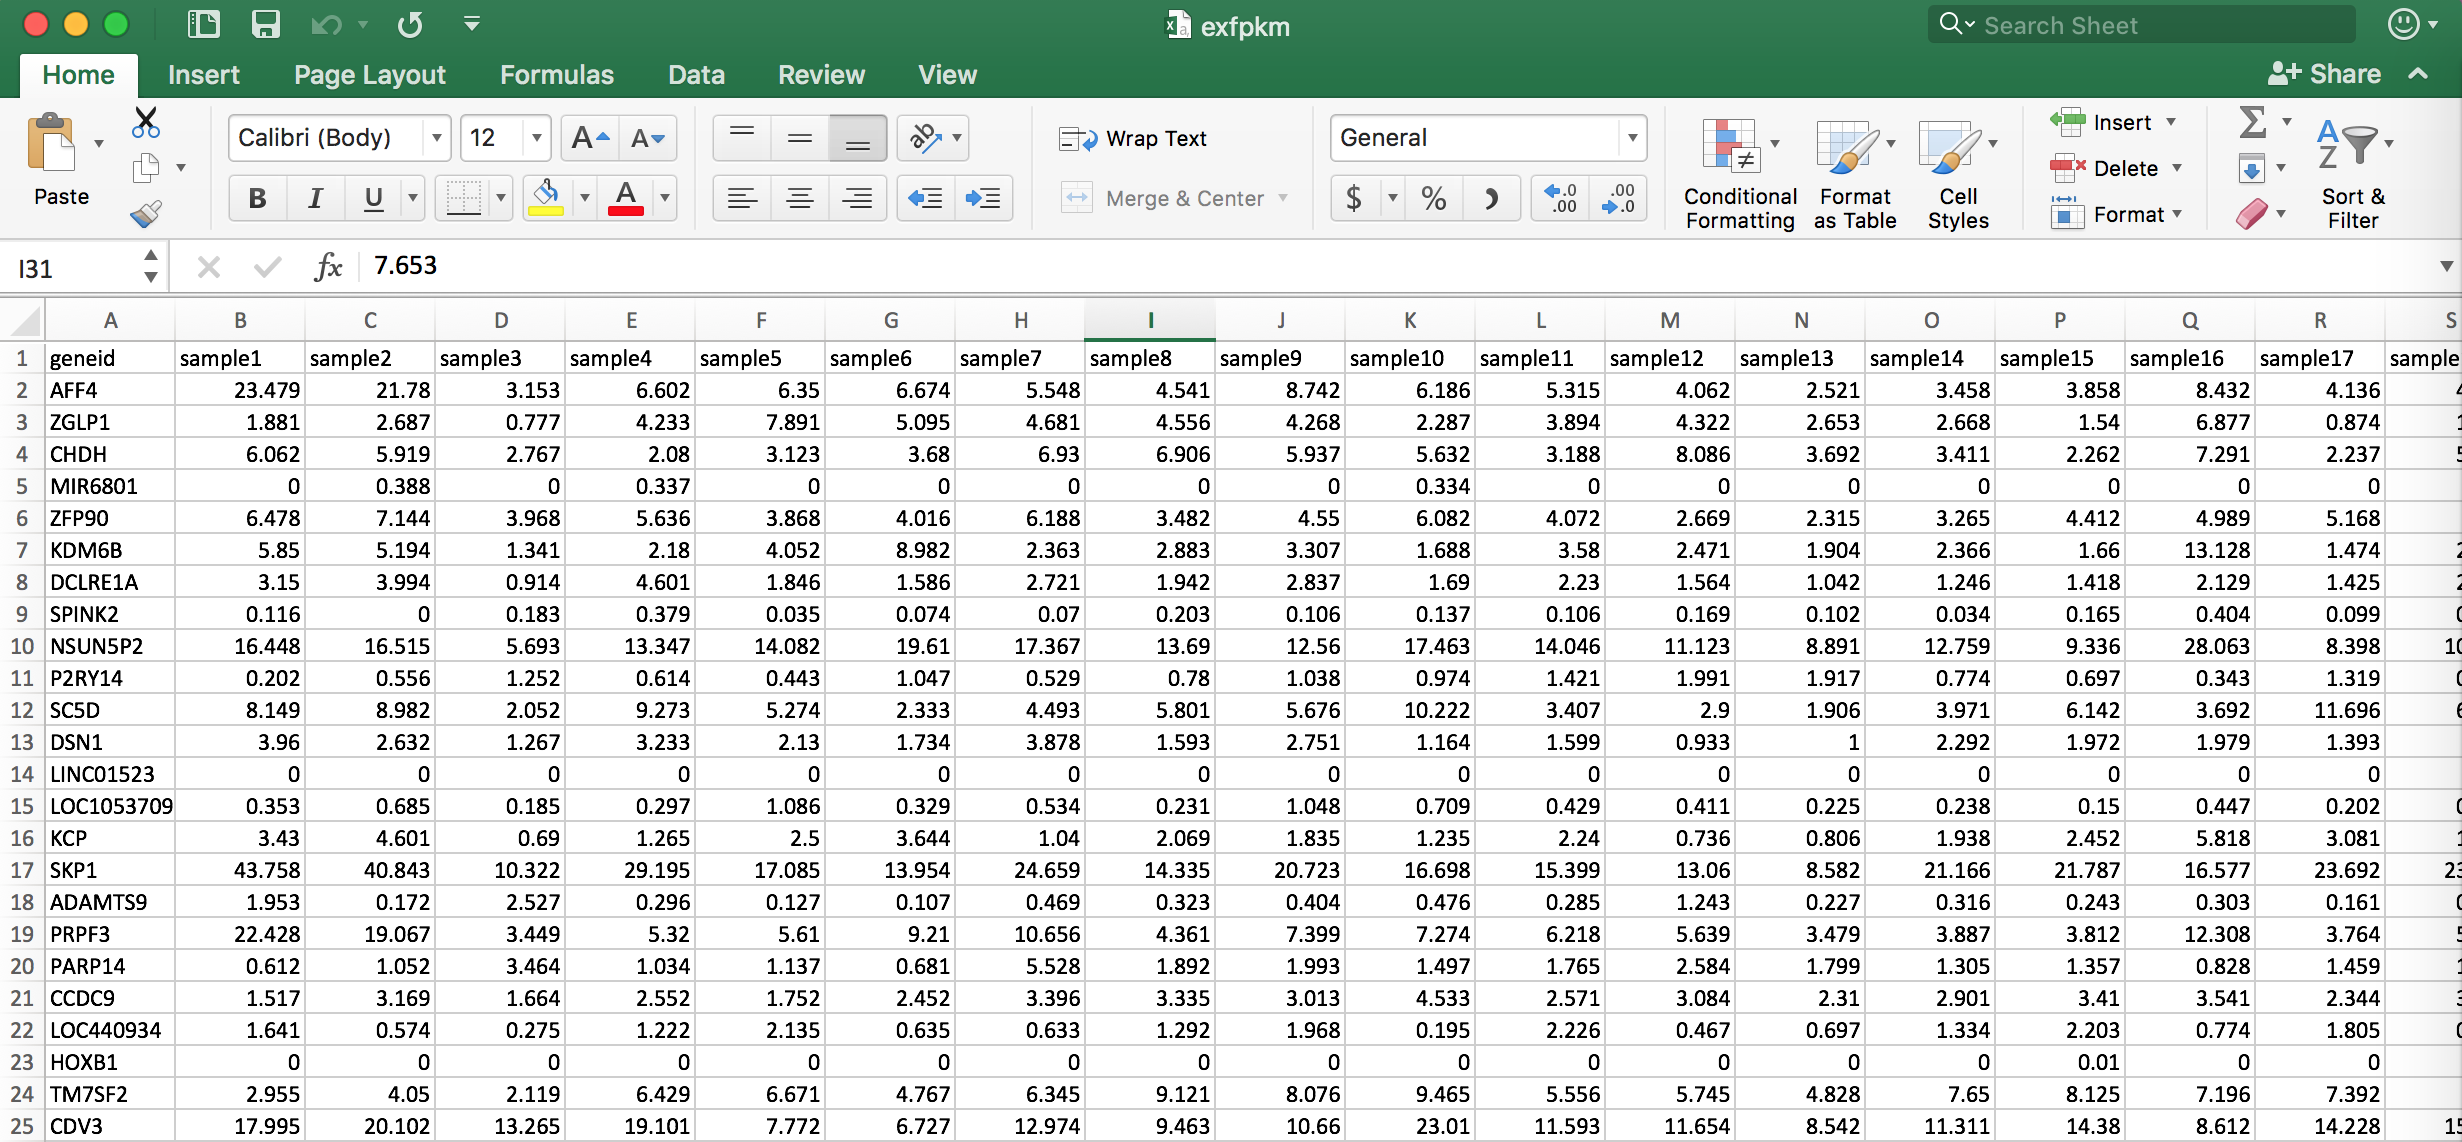 exfpkm
Search Sheet
Home Insert Page Layout Formulas Data Review View Share
Paste
Calibri (Body) 12
Wrap Text
Merge & Center
General
Conditional Formatting
Format as Table
Cell Styles
Insert
Delete
Format
Sort & Filter
I31 fx 7.653
A B C D E F G H I J K L M N O P Q R S
1 geneid sample1 sample2 sample3 sample4 sample5 sample6 sample7 sample8 sample9 sample10 sample11 sample12 sample13 sample14 sample15 sample16 sample17 sample
2 AFF4 23.479 21.78 3.153 6.602 6.35 6.674 5.548 4.541 8.742 6.186 5.315 4.062 2.521 3.458 3.858 8.432 4.136
3 ZGLP1 1.881 2.687 0.777 4.233 7.891 5.095 4.681 4.556 4.268 2.287 3.894 4.322 2.653 2.668 1.54 6.877 0.874
4 CHDH 6.062 5.919 2.767 2.08 3.123 3.68 6.93 6.906 5.937 5.632 3.188 8.086 3.692 3.411 2.262 7.291 2.237
5 MIR6801 0 0.388 0 0.337 0 0 0 0 0 0.334 0 0 0 0 0 0 0
6 ZFP90 6.478 7.144 3.968 5.636 3.868 4.016 6.188 3.482 4.55 6.082 4.072 2.669 2.315 3.265 4.412 4.989 5.168
7 KDM6B 5.85 5.194 1.341 2.18 4.052 8.982 2.363 2.883 3.307 1.688 3.58 2.471 1.904 2.366 1.66 13.128 1.474
8 DCLRE1A 3.15 3.994 0.914 4.601 1.846 1.586 2.721 1.942 2.837 1.69 2.23 1.564 1.042 1.246 1.418 2.129 1.425
9 SPINK2 0.116 0 0.183 0.379 0.035 0.074 0.07 0.203 0.106 0.137 0.106 0.169 0.102 0.034 0.165 0.404 0.099
10 NSUN5P2 16.448 16.515 5.693 13.347 14.082 19.61 17.367 13.69 12.56 17.463 14.046 11.123 8.891 12.759 9.336 28.063 8.398
11 P2RY14 0.202 0.556 1.252 0.614 0.443 1.047 0.529 0.78 1.038 0.974 1.421 1.991 1.917 0.774 0.697 0.343 1.319
12 SC5D 8.149 8.982 2.052 9.273 5.274 2.333 4.493 5.801 5.676 10.222 3.407 2.9 1.906 3.971 6.142 3.692 11.696
13 DSN1 3.96 2.632 1.267 3.233 2.13 1.734 3.878 1.593 2.751 1.164 1.599 0.933 1 2.292 1.972 1.979 1.393
14 LINC01523 0 0 0 0 0 0 0 0 0 0 0 0 0 0 0 0 0
15 LOC1053709 0.353 0.685 0.185 0.297 1.086 0.329 0.534 0.231 1.048 0.709 0.429 0.411 0.225 0.238 0.15 0.447 0.202
16 KCP 3.43 4.601 0.69 1.265 2.5 3.644 1.04 2.069 1.835 1.235 2.24 0.736 0.806 1.938 2.452 5.818 3.081
17 SKP1 43.758 40.843 10.322 29.195 17.085 13.954 24.659 14.335 20.723 16.698 15.399 13.06 8.582 21.166 21.787 16.577 23.692
18 ADAMTS9 1.953 0.172 2.527 0.296 0.127 0.107 0.469 0.323 0.404 0.476 0.285 1.243 0.227 0.316 0.243 0.303 0.161
19 PRPF3 22.428 19.067 3.449 5.32 5.61 9.21 10.656 4.361 7.399 7.274 6.218 5.639 3.479 3.887 3.812 12.308 3.764
20 PARP14 0.612 1.052 3.464 1.034 1.137 0.681 5.528 1.892 1.993 1.497 1.765 2.584 1.799 1.305 1.357 0.828 1.459
21 CCDC9 1.517 3.169 1.664 2.552 1.752 2.452 3.396 3.335 3.013 4.533 2.571 3.084 2.31 2.901 3.41 3.541 2.344
22 LOC440934 1.641 0.574 0.275 1.222 2.135 0.635 0.633 1.292 1.968 0.195 2.226 0.467 0.697 1.334 2.203 0.774 1.805
23 HOXB1 0 0 0 0 0 0 0 0 0 0 0 0 0 0 0.01 0 0
24 TM7SF2 2.955 4.05 2.119 6.429 6.671 4.767 6.345 9.121 8.076 9.465 5.556 5.745 4.828 7.65 8.125 7.196 7.392
25 CDV3 17.995 20.102 13.265 19.101 7.772 6.727 12.974 9.463 10.66 23.01 11.593 11.654 8.542 11.311 14.38 8.612 14.228